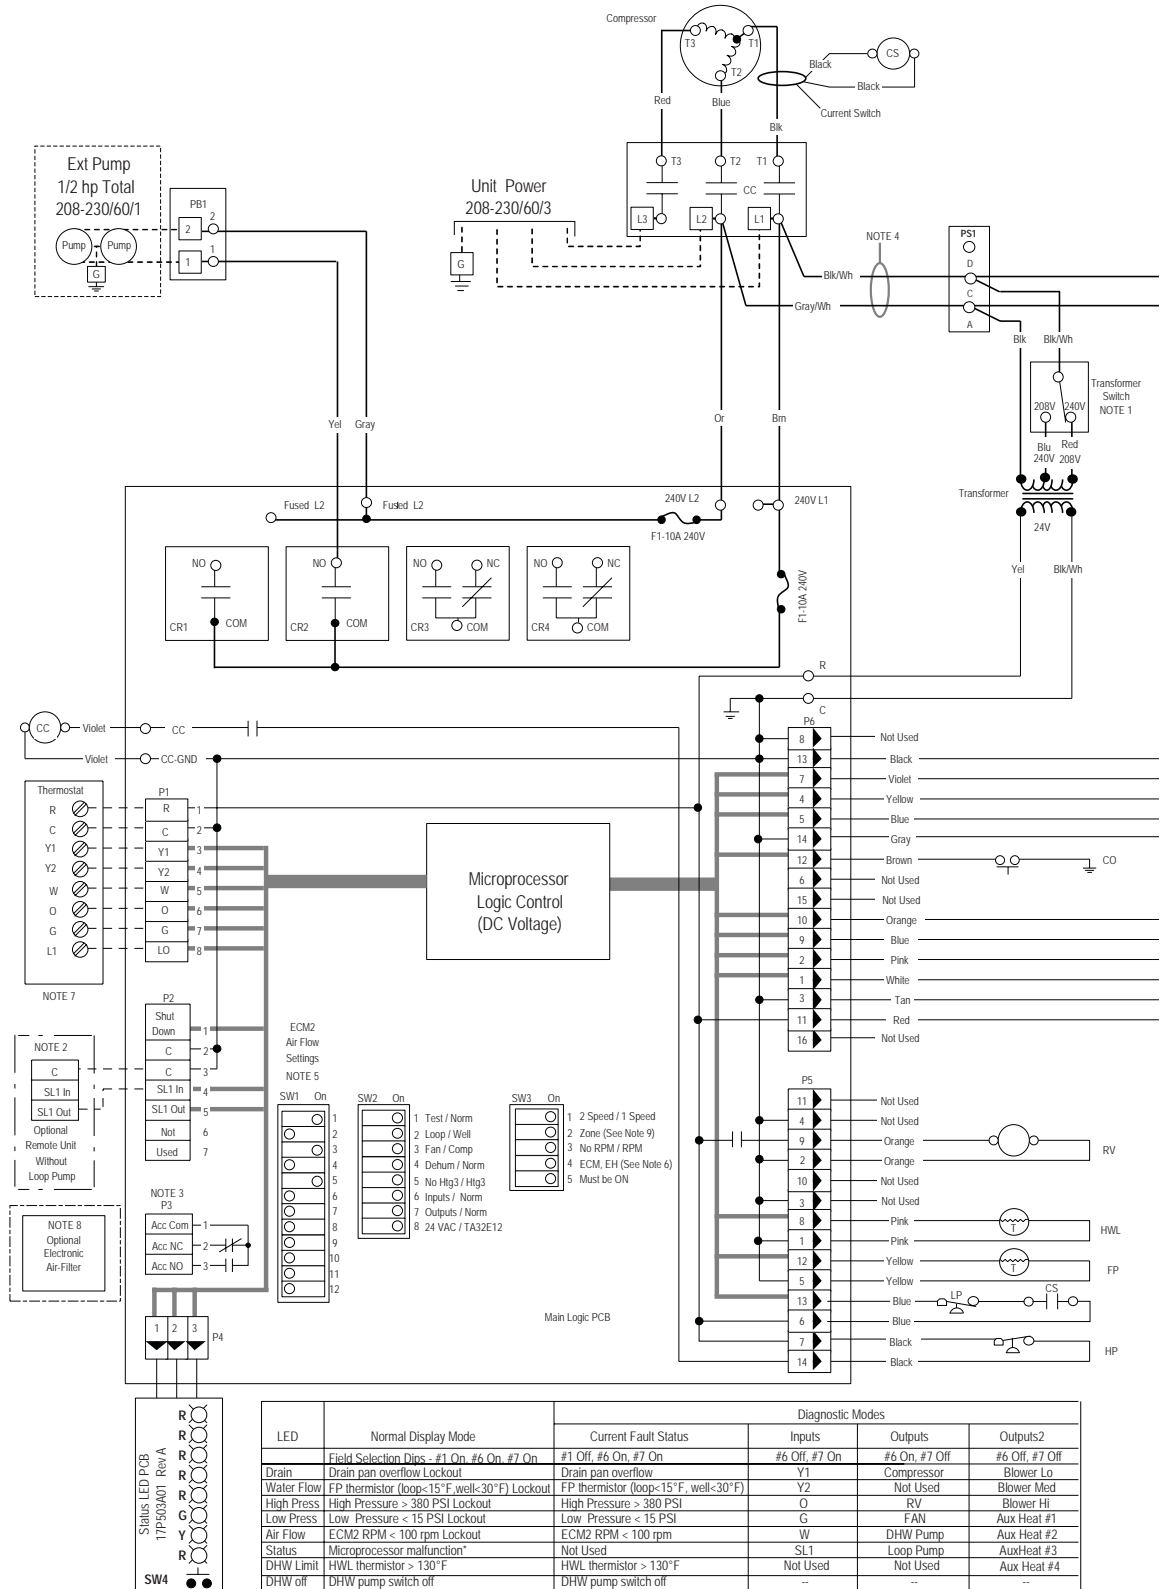 Compressor
T3
T1
T2
CS
Black
Black
Current Switch
Red
Blue
Blk
Ext Pump
1/2 hp Total
208-230/60/1
Pump
Pump
G
PB1
2
2
1
1
Unit Power
208-230/60/3
G
T3
T2
T1
CC
L3
L2
L1
NOTE 4
PS1
D
C
A
Blk/Wh
Gray/Wh
Blk
Blk/Wh
Transformer
Switch
NOTE 1
208V
240V
Blu
240V
Red
208V
Transformer
24V
Yel
Gray
Or
Brn
Yel
Blk/Wh
Fused L2
Fused L2
240V L2
240V L1
F1-10A 240V
F1-10A 240V
NO
COM
CR1
NO
COM
CR2
NO
NC
COM
CR3
NO
NC
COM
CR4
R
C
CC
Violet
CC
Violet
CC-GND
Thermostat
R
C
Y1
Y2
W
O
G
L1
NOTE 7
P1
R 1
C 2
Y1 3
Y2 4
W 5
O 6
G 7
LO 8
Microprocessor
Logic Control
(DC Voltage)
P6
8 Not Used
13 Black
7 Violet
4 Yellow
5 Blue
14 Gray
12 Brown
CO
6 Not Used
15 Not Used
10 Orange
9 Blue
2 Pink
1 White
3 Tan
11 Red
16 Not Used
P2
Shut
Down 1
C 2
C 3
SL1 In 4
SL1 Out 5
Not 6
Used 7
NOTE 2
C
SL1 In
SL1 Out
Optional
Remote Unit
Without
Loop Pump
NOTE 8
Optional
Electronic
Air-Filter
NOTE 3
P3
Acc Com 1
Acc NC 2
Acc NO 3
ECM2
Air Flow
Settings
NOTE 5
SW1 On
1
2
3
4
5
6
7
8
9
10
11
12
SW2 On
1 Test / Norm
2 Loop / Well
3 Fan / Comp
4 Dehum / Norm
5 No Htg3 / Htg3
6 Inputs / Norm
7 Outputs / Norm
8 24 VAC / TA32E12
SW3 On
1 2 Speed / 1 Speed
2 Zone (See Note 9)
3 No RPM / RPM
4 ECM, EH (See Note 6)
5 Must be ON
P5
11 Not Used
4 Not Used
9 Orange
RV
2 Orange
10 Not Used
3 Not Used
8 Pink
T
HWL
1 Pink
12 Yellow
T
FP
5 Yellow
13 Blue
LP
CS
6 Blue
7 Black
HP
14 Black
Main Logic PCB
1 2 3
P4
Status LED PCB
17P503A01 Rev A
R
R
R
R
R
G
Y
R
SW4
Diagnostic Modes
LED Normal Display Mode Current Fault Status Inputs Outputs Outputs2
Field Selection Dips - #1 On, #6 On, #7 On #1 Off, #6 On, #7 On #6 Off, #7 On #6 On, #7 Off #6 Off, #7 Off
Drain Drain pan overflow Lockout Drain pan overflow Y1 Compressor Blower Lo
Water Flow FP thermistor (loop<15°F,well<30°F) Lockout FP thermistor (loop<15°F, well<30°F) Y2 Not Used Blower Med
High Press High Pressure > 380 PSI Lockout High Pressure > 380 PSI O RV Blower Hi
Low Press Low Pressure < 15 PSI Lockout Low Pressure < 15 PSI G FAN Aux Heat #1
Air Flow ECM2 RPM < 100 rpm Lockout ECM2 RPM < 100 rpm W DHW Pump Aux Heat #2
Status Microprocessor malfunction* Not Used SL1 Loop Pump AuxHeat #3
DHW Limit HWL thermistor > 130°F HWL thermistor > 130°F Not Used Not Used Aux Heat #4
DHW off DHW pump switch off DHW pump switch off -- -- --